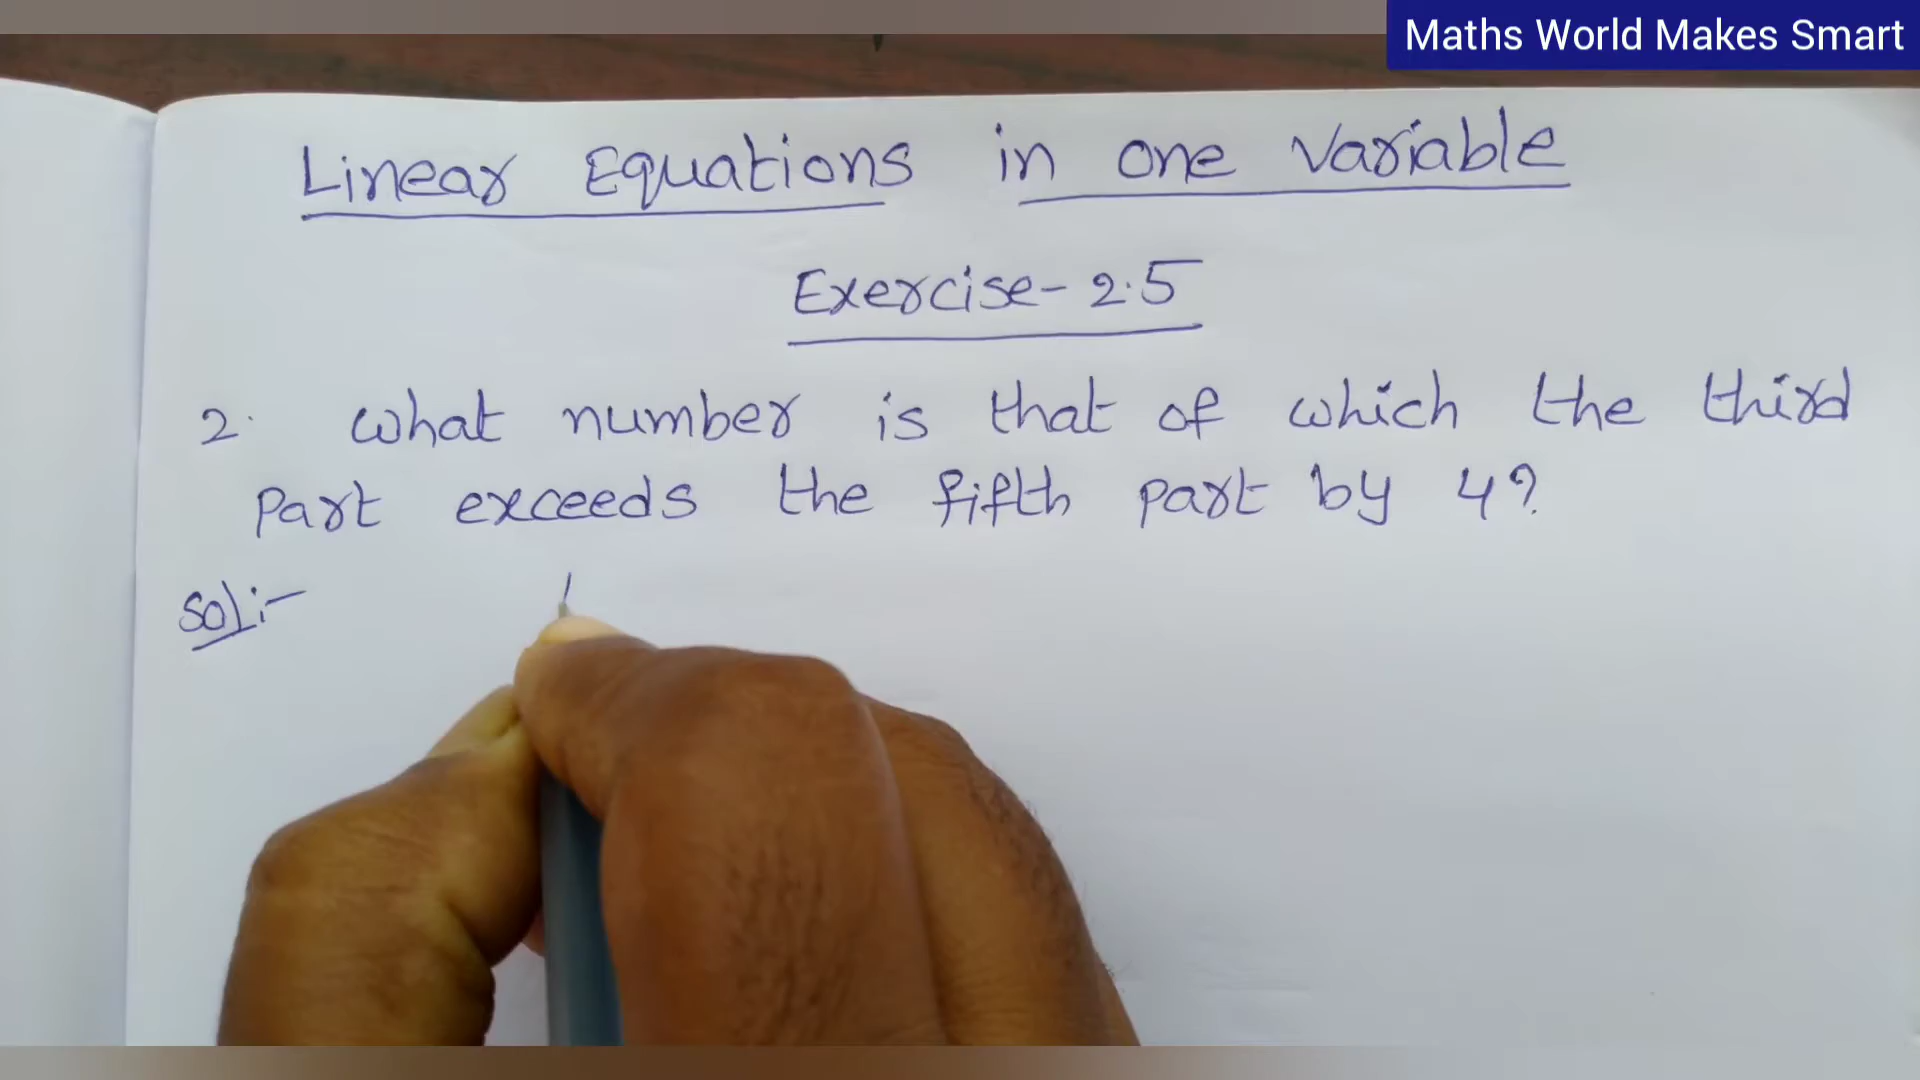 Maths World Makes Smart
Linear Equations in one variable
Exercise - 2.5
2. What number is that of which the third
part exceeds the fifth part by 4?
Sol:-